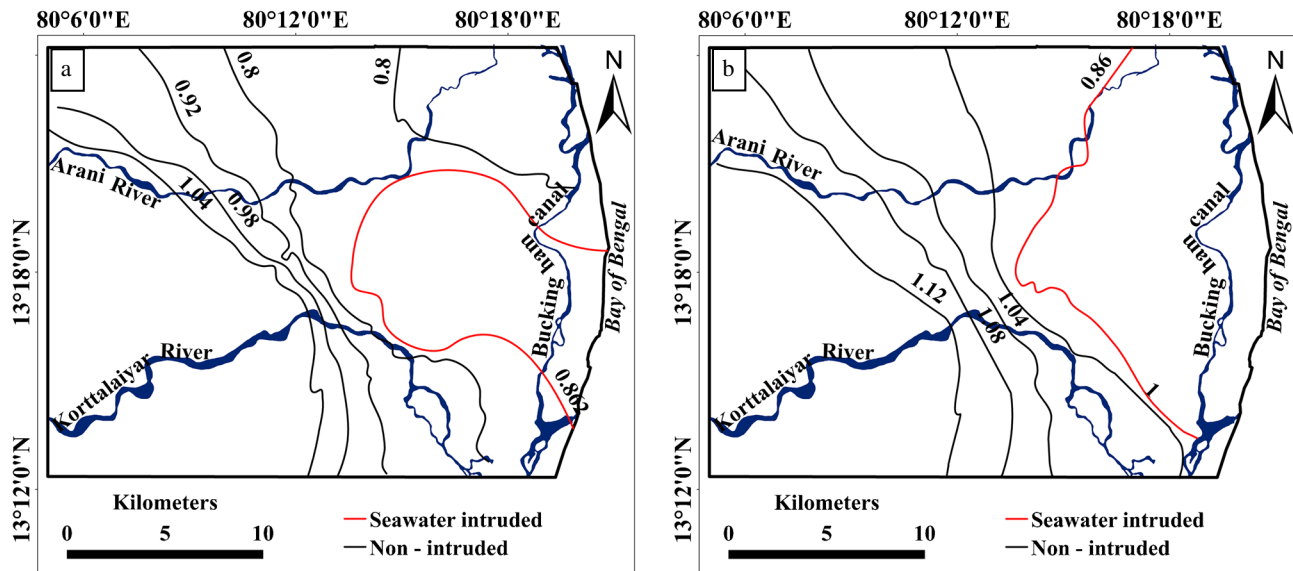 80°6'0"E 80°12'0"E 80°18'0"E
a
N
0.8
0.8
0.92
Arani River
1.04
0.98
canal
ham
Bucking
Bay of Bengal
13°18'0"N
Korttalaiyar River
0.862
13°12'0"N
Kilometers
0 5 10
Seawater intruded
Non - intruded
80°6'0"E 80°12'0"E 80°18'0"E
b
N
0.86
Arani River
canal
ham
Bucking
Bay of Bengal
13°18'0"N
1.12
1.04
1.08
1
Korttalaiyar River
13°12'0"N
Kilometers
0 5 10
Seawater intruded
Non - intruded